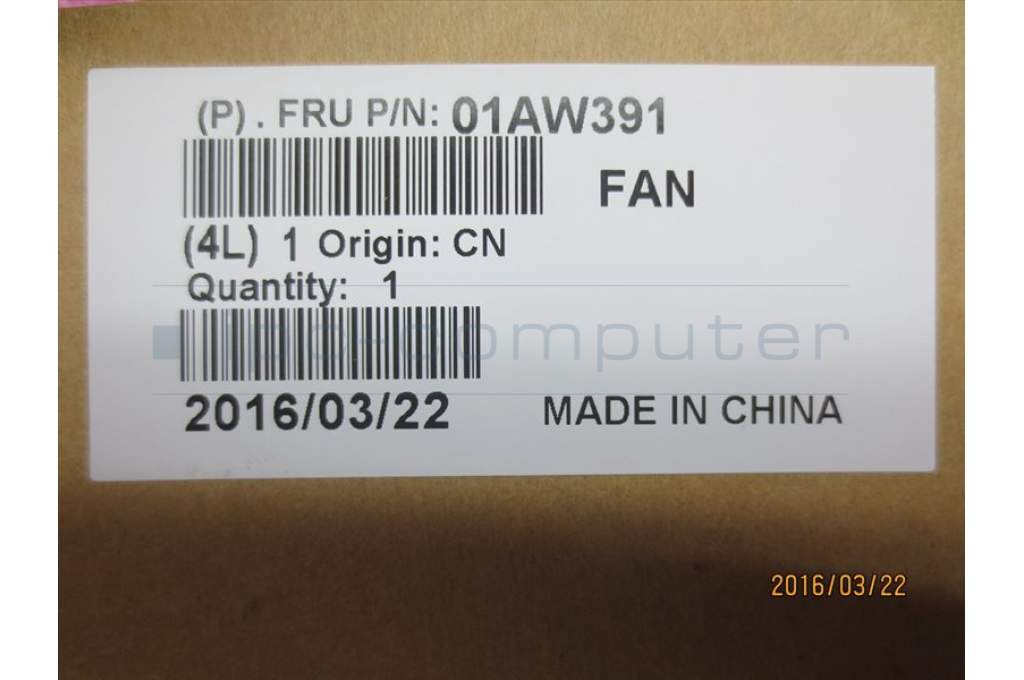 (P) . FRU P/N: 01AW391
FAN
(4L) 1 Origin: CN
Quantity: 1
ipc-computer
2016/03/22
MADE IN CHINA
2016/03/22